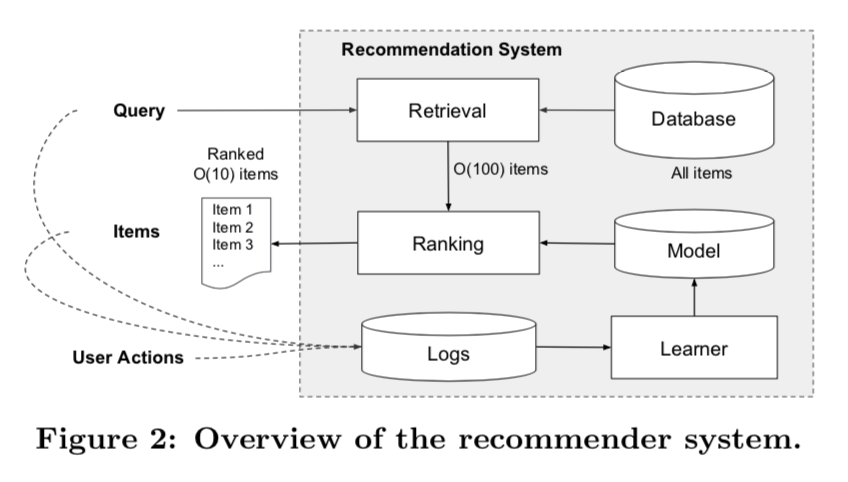 Recommendation System
Query
Retrieval
Database
Ranked
O(10) items
O(100) items
All items
Items
Item 1
Item 2
Item 3
...
Ranking
Model
User Actions
Logs
Learner
Figure 2: Overview of the recommender system.